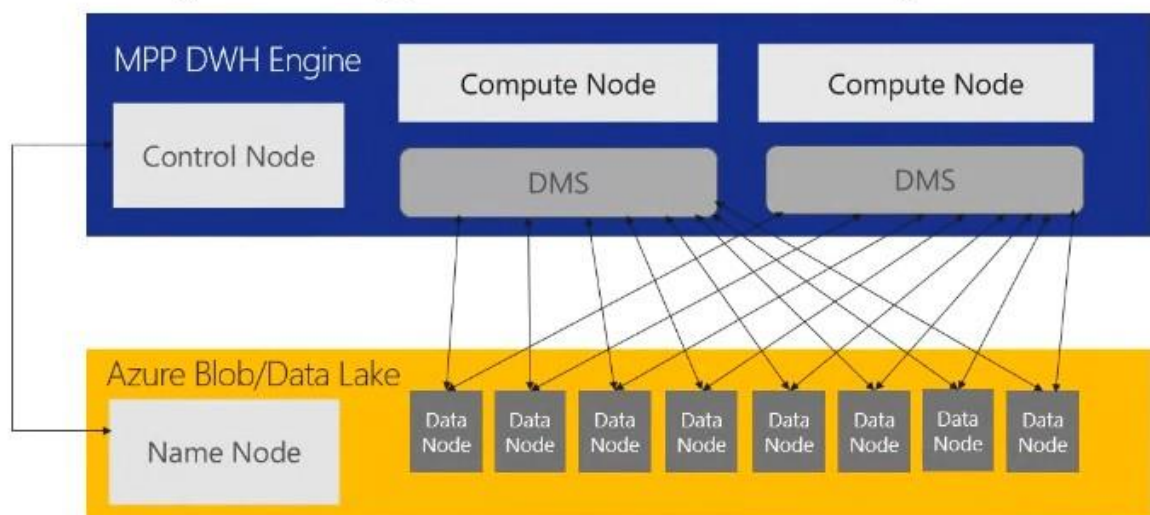 MPP DWH Engine
Compute Node
Compute Node
Control Node
DMS
DMS
Azure Blob/Data Lake
Name Node
Data
Node
Data
Node
Data
Node
Data
Node
Data
Node
Data
Node
Data
Node
Data
Node